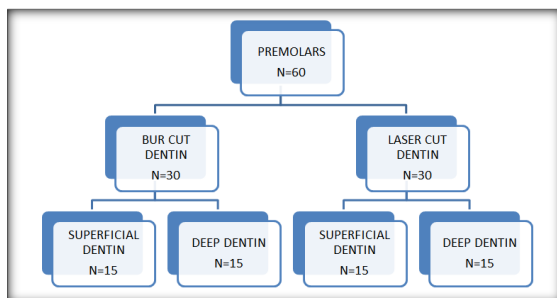 PREMOLARS
N=60
BUR CUT
DENTIN
N=30
LASER CUT
DENTIN
N=30
SUPERFICIAL
DENTIN
N=15
DEEP DENTIN
N=15
SUPERFICIAL
DENTIN
N=15
DEEP DENTIN
N=15